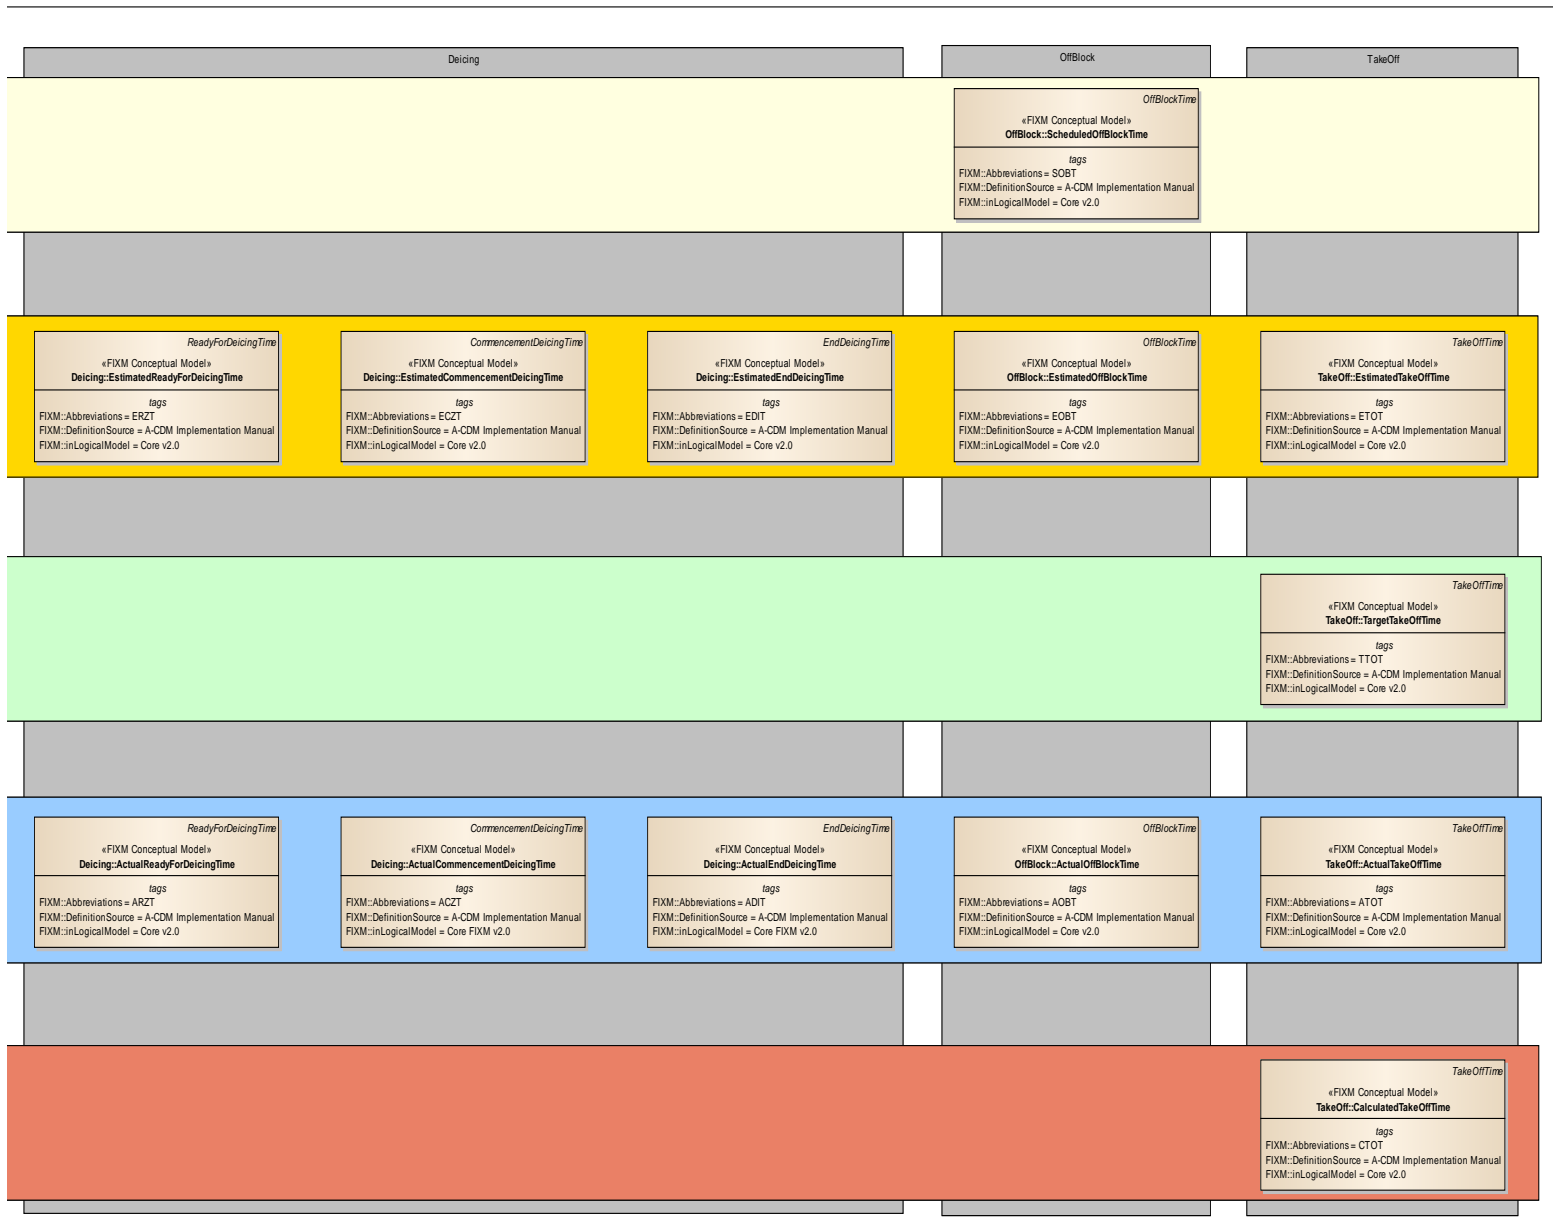 Deicing
OffBlock
TakeOff
OffBlockTime
«FIXM Conceptual Model»
OffBlock::ScheduledOffBlockTime
tags
FIXM::Abbreviations = SOBT
FIXM::DefinitionSource = A-CDM Implementation Manual
FIXM::inLogicalModel = Core v2.0
ReadyForDeicingTime
«FIXM Conceptual Model»
Deicing::EstimatedReadyForDeicingTime
tags
FIXM::Abbreviations = ERZT
FIXM::DefinitionSource = A-CDM Implementation Manual
FIXM::inLogicalModel = Core v2.0
CommencementDeicingTime
«FIXM Conceptual Model»
Deicing::EstimatedCommencementDeicingTime
tags
FIXM::Abbreviations = ECZT
FIXM::DefinitionSource = A-CDM Implementation Manual
FIXM::inLogicalModel = Core v2.0
EndDeicingTime
«FIXM Conceptual Model»
Deicing::EstimatedEndDeicingTime
tags
FIXM::Abbreviations = EDIT
FIXM::DefinitionSource = A-CDM Implementation Manual
FIXM::inLogicalModel = Core v2.0
OffBlockTime
«FIXM Conceptual Model»
OffBlock::EstimatedOffBlockTime
tags
FIXM::Abbreviations = EOBT
FIXM::DefinitionSource = A-CDM Implementation Manual
FIXM::inLogicalModel = Core v2.0
TakeOffTime
«FIXM Conceptual Model»
TakeOff::EstimatedTakeOffTime
tags
FIXM::Abbreviations = ETOT
FIXM::DefinitionSource = A-CDM Implementation Manual
FIXM::inLogicalModel = Core v2.0
TakeOffTime
«FIXM Conceptual Model»
TakeOff::TargetTakeOffTime
tags
FIXM::Abbreviations = TTOT
FIXM::DefinitionSource = A-CDM Implementation Manual
FIXM::inLogicalModel = Core v2.0
ReadyForDeicingTime
«FIXM Conceptual Model»
Deicing::ActualReadyForDeicingTime
tags
FIXM::Abbreviations = ARZT
FIXM::DefinitionSource = A-CDM Implementation Manual
FIXM::inLogicalModel = Core v2.0
CommencementDeicingTime
«FIXM Conceptual Model»
Deicing::ActualCommencementDeicingTime
tags
FIXM::Abbreviations = ACZT
FIXM::DefinitionSource = A-CDM Implementation Manual
FIXM::inLogicalModel = Core FIXM v2.0
EndDeicingTime
«FIXM Conceptual Model»
Deicing::ActualEndDeicingTime
tags
FIXM::Abbreviations = ADIT
FIXM::DefinitionSource = A-CDM Implementation Manual
FIXM::inLogicalModel = Core FIXM v2.0
OffBlockTime
«FIXM Conceptual Model»
OffBlock::ActualOffBlockTime
tags
FIXM::Abbreviations = AOBT
FIXM::DefinitionSource = A-CDM Implementation Manual
FIXM::inLogicalModel = Core v2.0
TakeOffTime
«FIXM Conceptual Model»
TakeOff::ActualTakeOffTime
tags
FIXM::Abbreviations = ATOT
FIXM::DefinitionSource = A-CDM Implementation Manual
FIXM::inLogicalModel = Core v2.0
TakeOffTime
«FIXM Conceptual Model»
TakeOff::CalculatedTakeOffTime
tags
FIXM::Abbreviations = CTOT
FIXM::DefinitionSource = A-CDM Implementation Manual
FIXM::inLogicalModel = Core v2.0